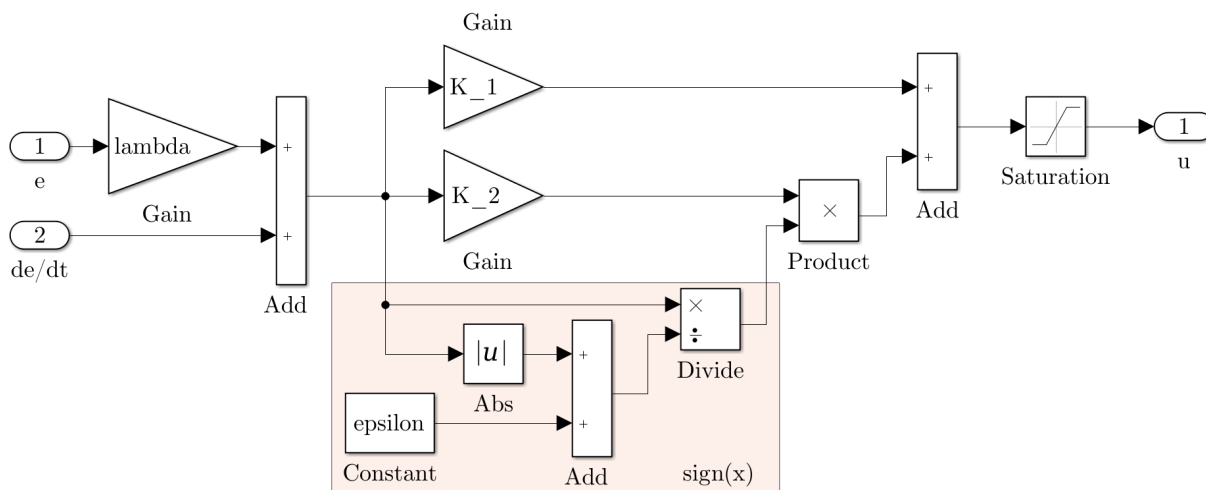 Gain
K_1
+
lambda
+
1
e
Gain
+
1
u
Saturation
K_2
+
Add
×
2
de/dt
+
Gain
Product
Add
×
÷
|u|
+
Divide
Abs
epsilon
+
Constant
Add
sign(x)